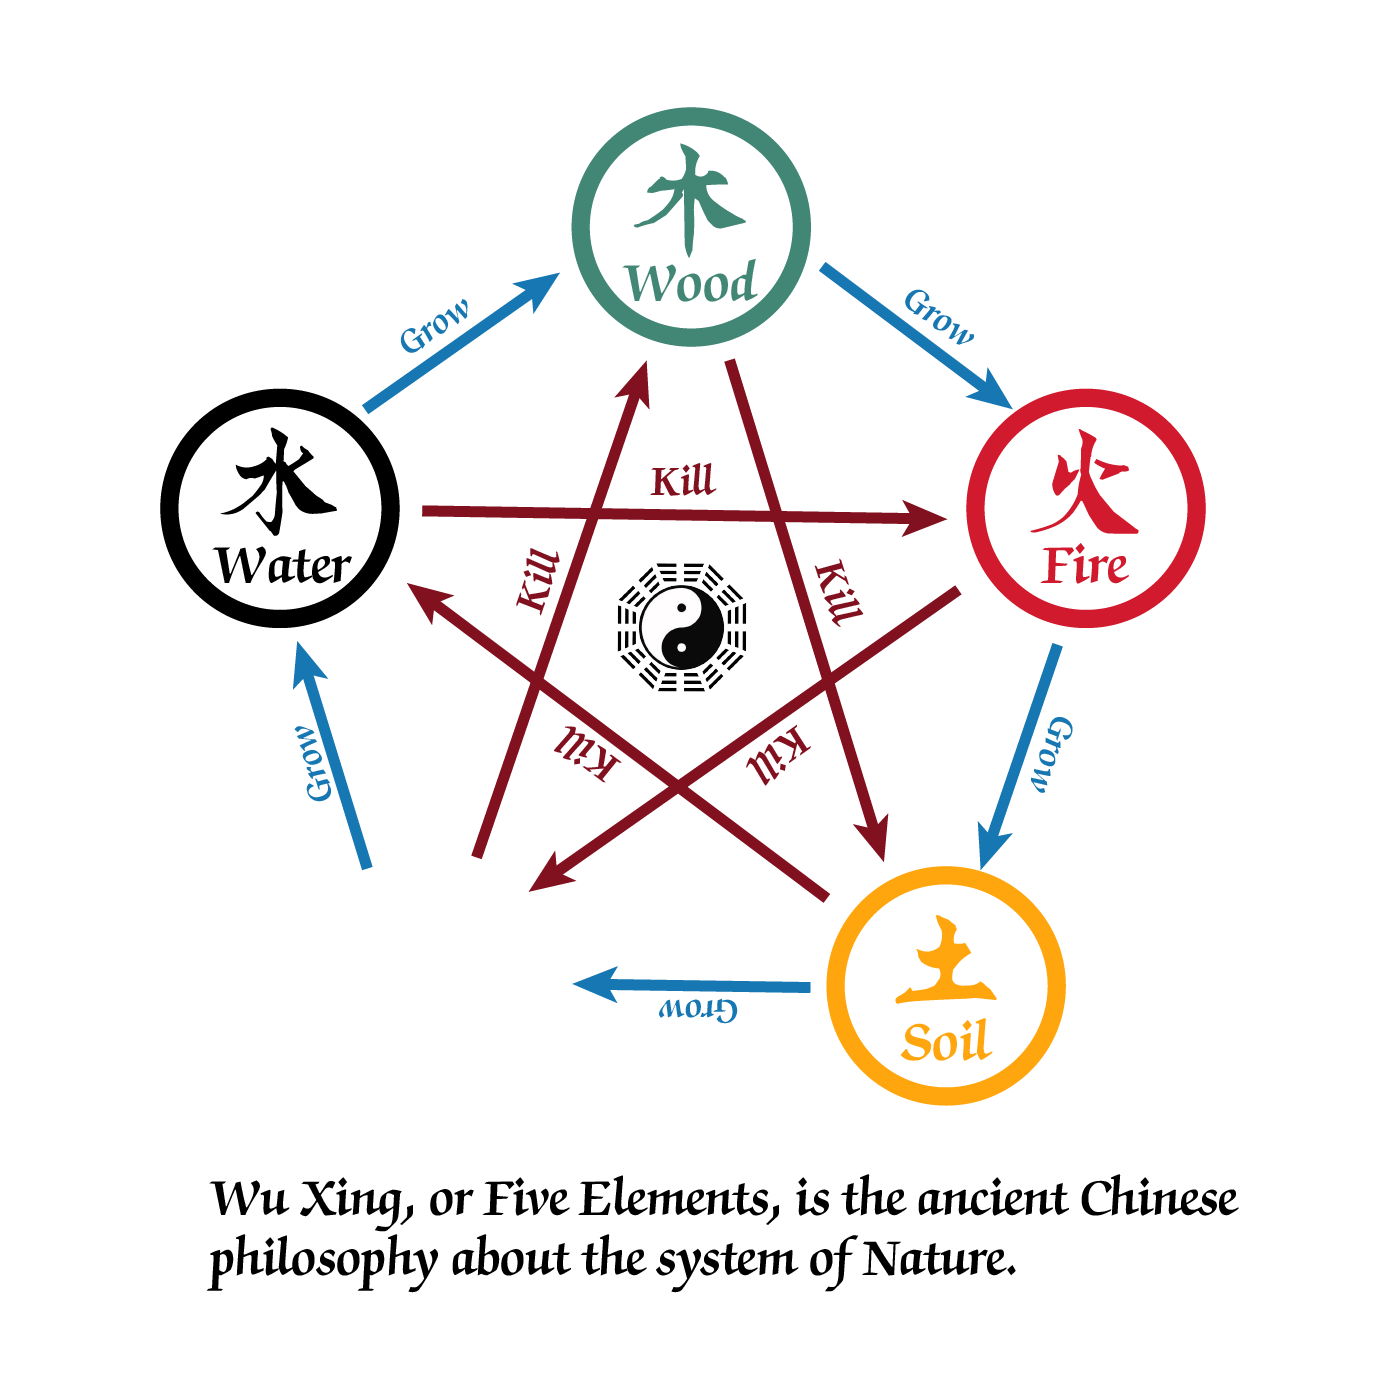 木
Wood
Grow
Grow
水
Water
火
Fire
Kill
Kill
Kill
Kill
Kill
Grow
Grow
土
Soil
Grow
Wu Xing, or Five Elements, is the ancient Chinese
philosophy about the system of Nature.